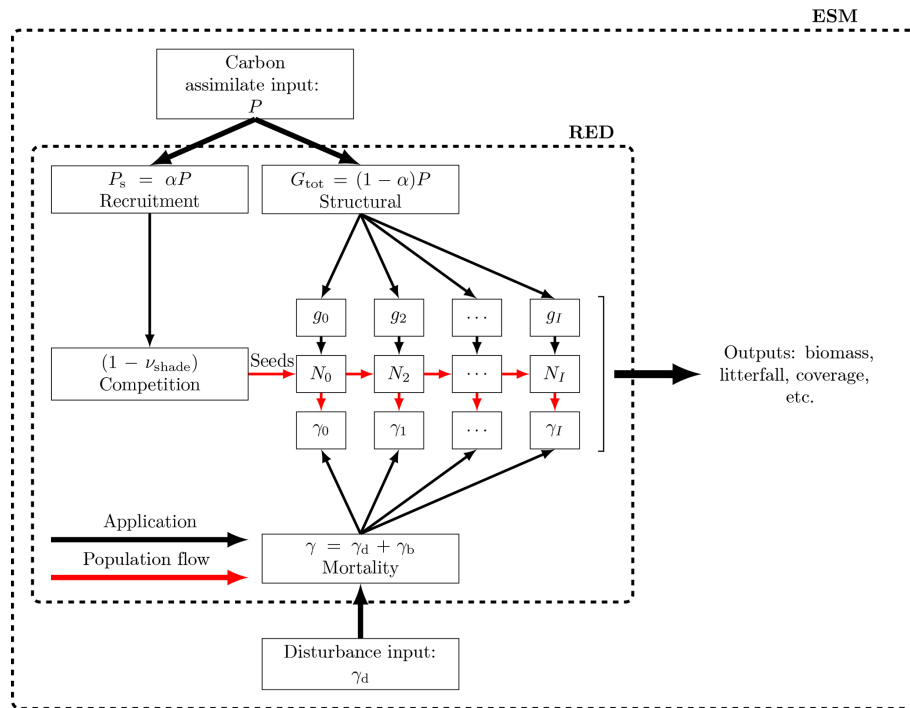 ESM
Carbon
assimilate input:
P
RED
P_s = αP
Recruitment
G_tot = (1 − α)P
Structural
g_0
g_2
...
g_I
(1 − ν_shade)
Competition
Seeds
N_0
N_2
...
N_I
Outputs: biomass,
litterfall, coverage,
etc.
γ_0
γ_1
...
γ_I
Application
Population flow
γ = γ_d + γ_b
Mortality
Disturbance input:
γ_d